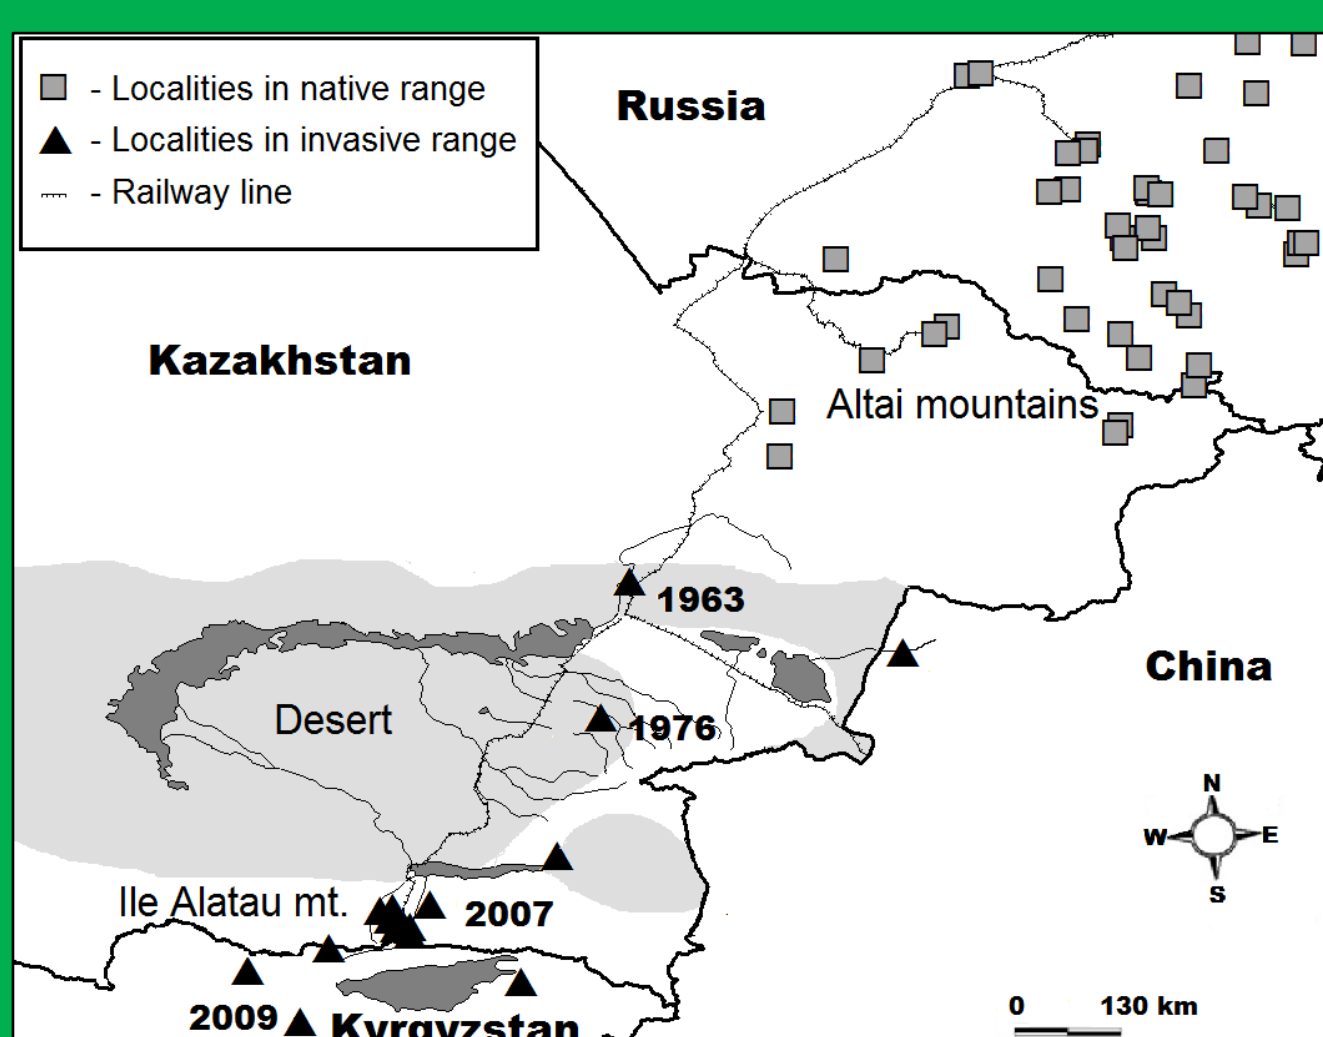 - Localities in native range
- Localities in invasive range
- Railway line
Russia
Kazakhstan
Altai mountains
1963
China
Desert
1976
N
W E
S
Ile Alatau mt.
2007
0 130 km
2009
Kyrgyzstan